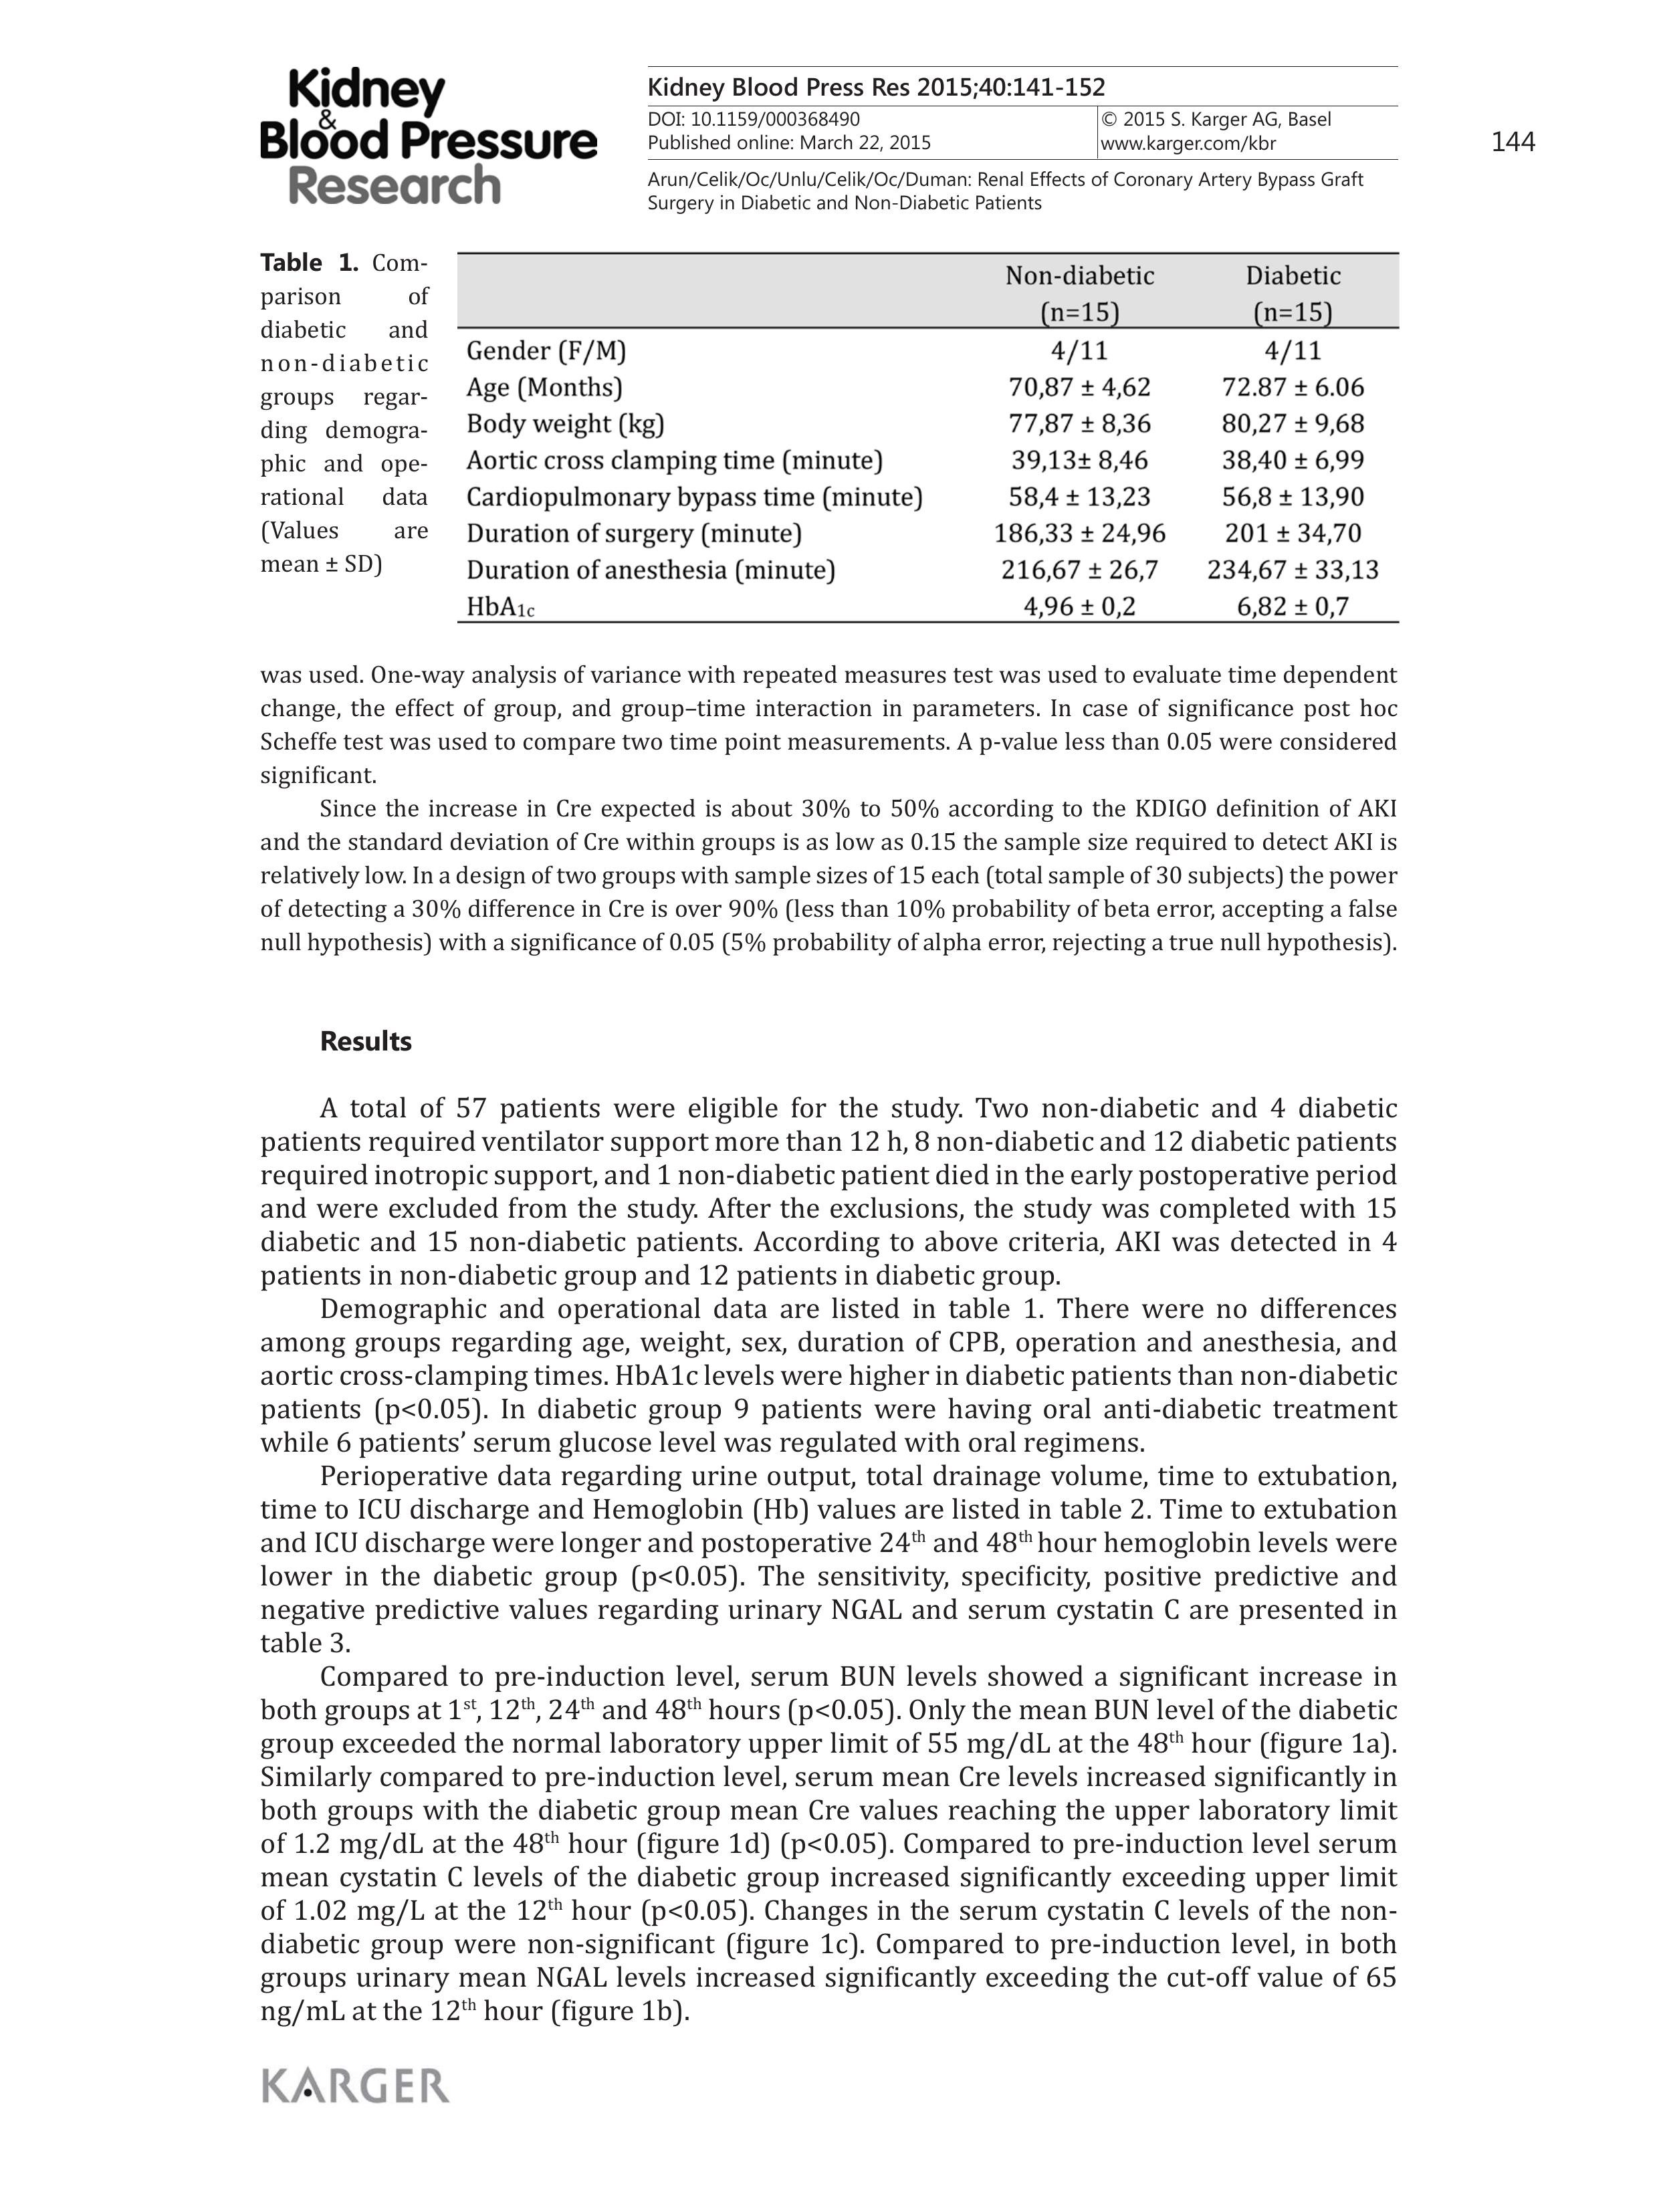 Kidney
&
Blood Pressure
Research
Kidney Blood Press Res 2015;40:141-152
DOI: 10.1159/000368490
Published online: March 22, 2015
© 2015 S. Karger AG, Basel
www.karger.com/kbr
144
Arun/Celik/Oc/Unlu/Celik/Oc/Duman: Renal Effects of Coronary Artery Bypass Graft
Surgery in Diabetic and Non-Diabetic Patients
Table 1. Com-
parison of
diabetic and
non-diabetic
groups regar-
ding demogra-
phic and ope-
rational data
(Values are
mean ± SD)
Non-diabetic Diabetic
(n=15) (n=15)
Gender (F/M) 4/11 4/11
Age (Months) 70,87 ± 4,62 72.87 ± 6.06
Body weight (kg) 77,87 ± 8,36 80,27 ± 9,68
Aortic cross clamping time (minute) 39,13± 8,46 38,40 ± 6,99
Cardiopulmonary bypass time (minute) 58,4 ± 13,23 56,8 ± 13,90
Duration of surgery (minute) 186,33 ± 24,96 201 ± 34,70
Duration of anesthesia (minute) 216,67 ± 26,7 234,67 ± 33,13
HbA1c 4,96 ± 0,2 6,82 ± 0,7
was used. One-way analysis of variance with repeated measures test was used to evaluate time dependent
change, the effect of group, and group–time interaction in parameters. In case of significance post hoc
Scheffe test was used to compare two time point measurements. A p-value less than 0.05 were considered
significant.
Since the increase in Cre expected is about 30% to 50% according to the KDIGO definition of AKI
and the standard deviation of Cre within groups is as low as 0.15 the sample size required to detect AKI is
relatively low. In a design of two groups with sample sizes of 15 each (total sample of 30 subjects) the power
of detecting a 30% difference in Cre is over 90% (less than 10% probability of beta error, accepting a false
null hypothesis) with a significance of 0.05 (5% probability of alpha error, rejecting a true null hypothesis).
Results
A total of 57 patients were eligible for the study. Two non-diabetic and 4 diabetic
patients required ventilator support more than 12 h, 8 non-diabetic and 12 diabetic patients
required inotropic support, and 1 non-diabetic patient died in the early postoperative period
and were excluded from the study. After the exclusions, the study was completed with 15
diabetic and 15 non-diabetic patients. According to above criteria, AKI was detected in 4
patients in non-diabetic group and 12 patients in diabetic group.
Demographic and operational data are listed in table 1. There were no differences
among groups regarding age, weight, sex, duration of CPB, operation and anesthesia, and
aortic cross-clamping times. HbA1c levels were higher in diabetic patients than non-diabetic
patients (p<0.05). In diabetic group 9 patients were having oral anti-diabetic treatment
while 6 patients’ serum glucose level was regulated with oral regimens.
Perioperative data regarding urine output, total drainage volume, time to extubation,
time to ICU discharge and Hemoglobin (Hb) values are listed in table 2. Time to extubation
and ICU discharge were longer and postoperative 24th and 48th hour hemoglobin levels were
lower in the diabetic group (p<0.05). The sensitivity, specificity, positive predictive and
negative predictive values regarding urinary NGAL and serum cystatin C are presented in
table 3.
Compared to pre-induction level, serum BUN levels showed a significant increase in
both groups at 1st, 12th, 24th and 48th hours (p<0.05). Only the mean BUN level of the diabetic
group exceeded the normal laboratory upper limit of 55 mg/dL at the 48th hour (figure 1a).
Similarly compared to pre-induction level, serum mean Cre levels increased significantly in
both groups with the diabetic group mean Cre values reaching the upper laboratory limit
of 1.2 mg/dL at the 48th hour (figure 1d) (p<0.05). Compared to pre-induction level serum
mean cystatin C levels of the diabetic group increased significantly exceeding upper limit
of 1.02 mg/L at the 12th hour (p<0.05). Changes in the serum cystatin C levels of the non-
diabetic group were non-significant (figure 1c). Compared to pre-induction level, in both
groups urinary mean NGAL levels increased significantly exceeding the cut-off value of 65
ng/mL at the 12th hour (figure 1b).
KARGER